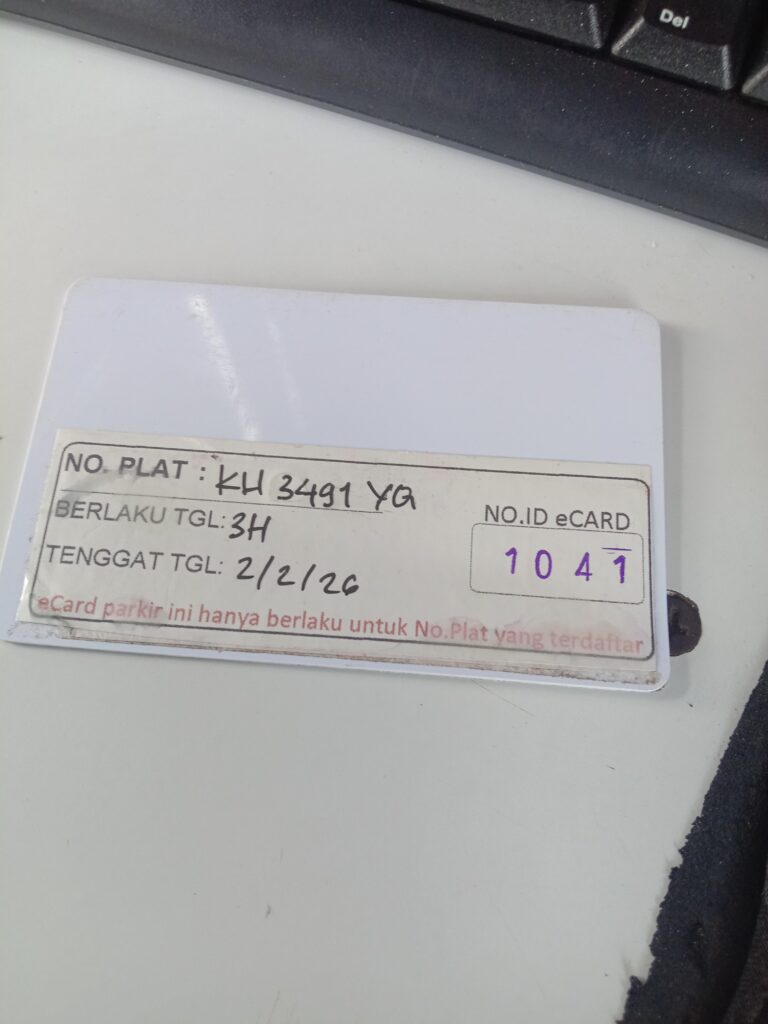 Del
NO. PLAT : KH 3491 YG
BERLAKU TGL: 3H
TENGGAT TGL: 2/2/26
NO.ID eCARD
1041
eCard parkir ini hanya berlaku untuk No.Plat yang terdaftar